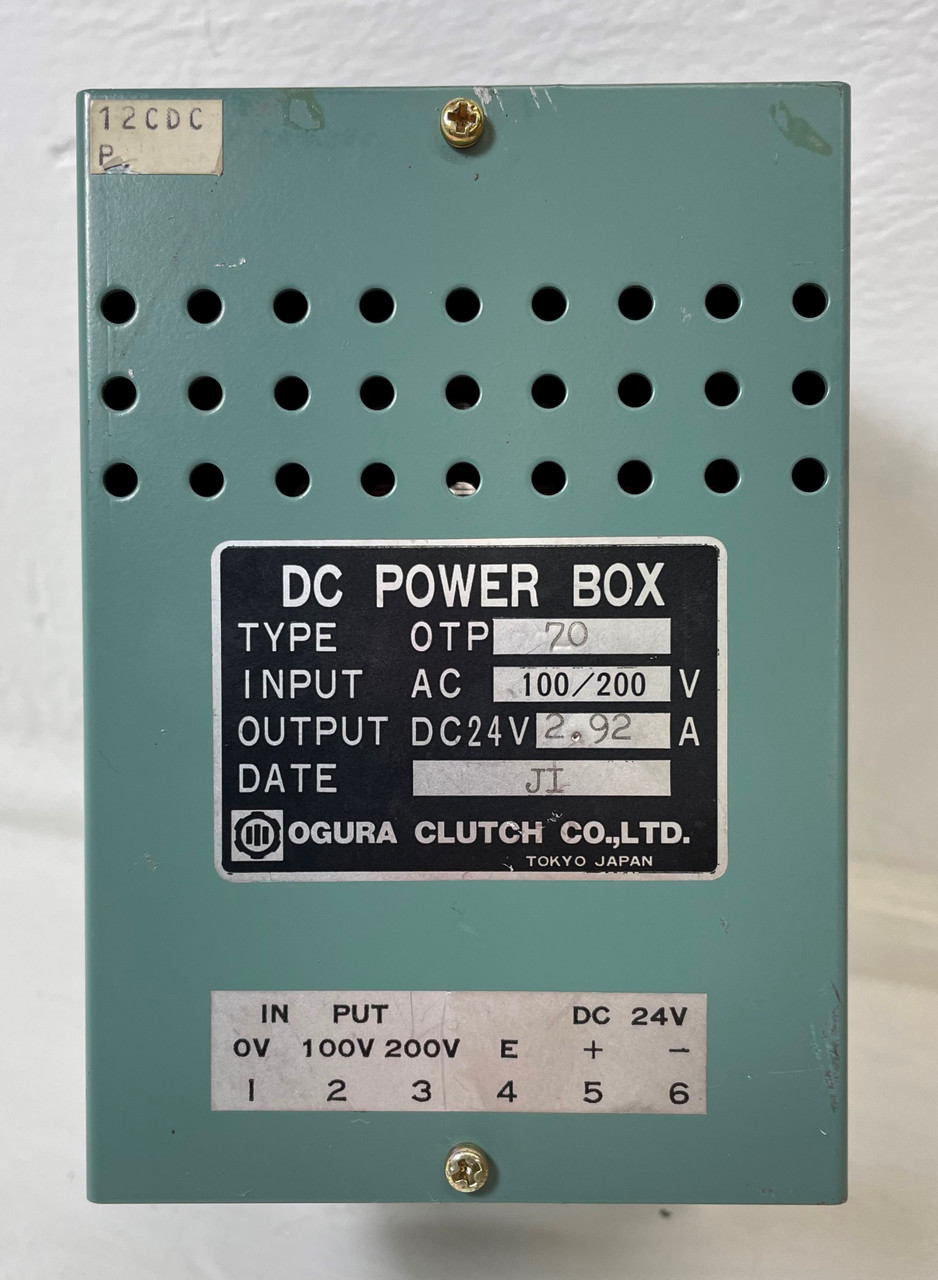 12CDC
P.
DC POWER BOX
TYPE OTP 70
INPUT AC 100/200 V
OUTPUT DC24V 2.92 A
DATE JI
OGURA CLUTCH CO.,LTD.
TOKYO JAPAN
IN PUT DC 24V
0V 100V 200V E + −
1 2 3 4 5 6